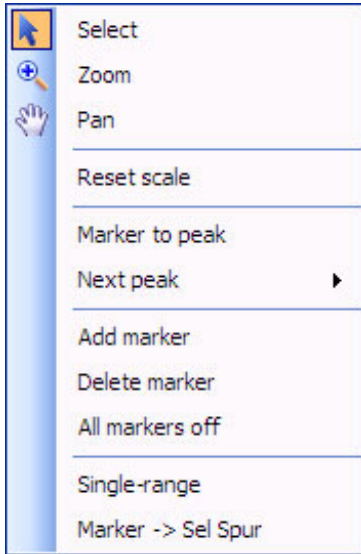 Select
Zoom
Pan
Reset scale
Marker to peak
Next peak
Add marker
Delete marker
All markers off
Single-range
Marker -> Sel Spur